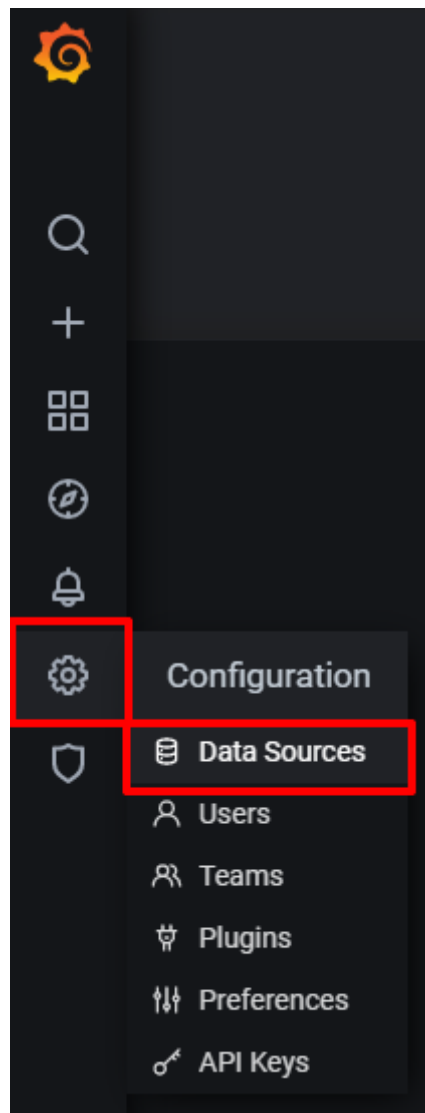 Configuration
Data Sources
Users
Teams
Plugins
Preferences
API Keys